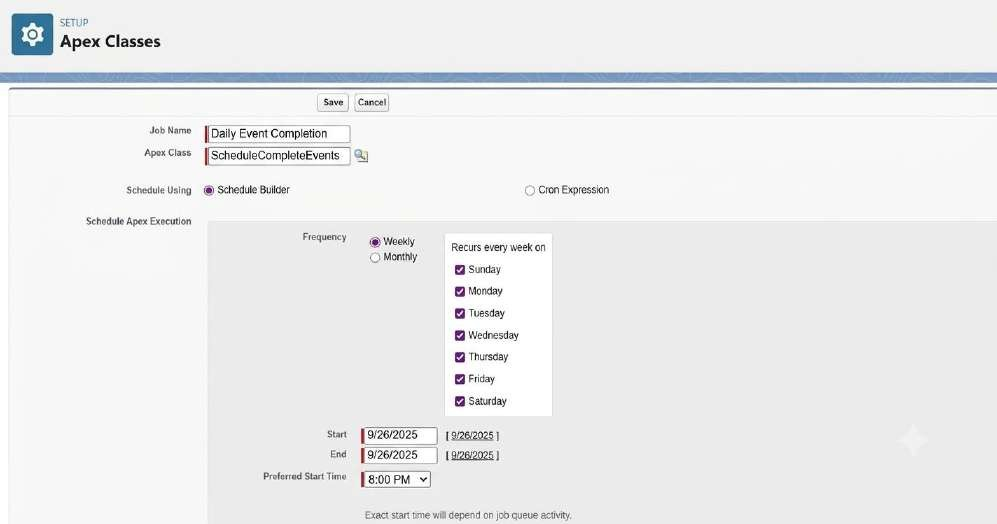 SETUP
Apex Classes
Save Cancel
Job Name Daily Event Completion
Apex Class ScheduleCompleteEvents
Schedule Using Schedule Builder Cron Expression
Schedule Apex Execution
Frequency Weekly Recurs every week on
Monthly
Sunday
Monday
Tuesday
Wednesday
Thursday
Friday
Saturday
Start 9/26/2025 [ 9/26/2025 ]
End 9/26/2025 [ 9/26/2025 ]
Preferred Start Time 8:00 PM
Exact start time will depend on job queue activity.